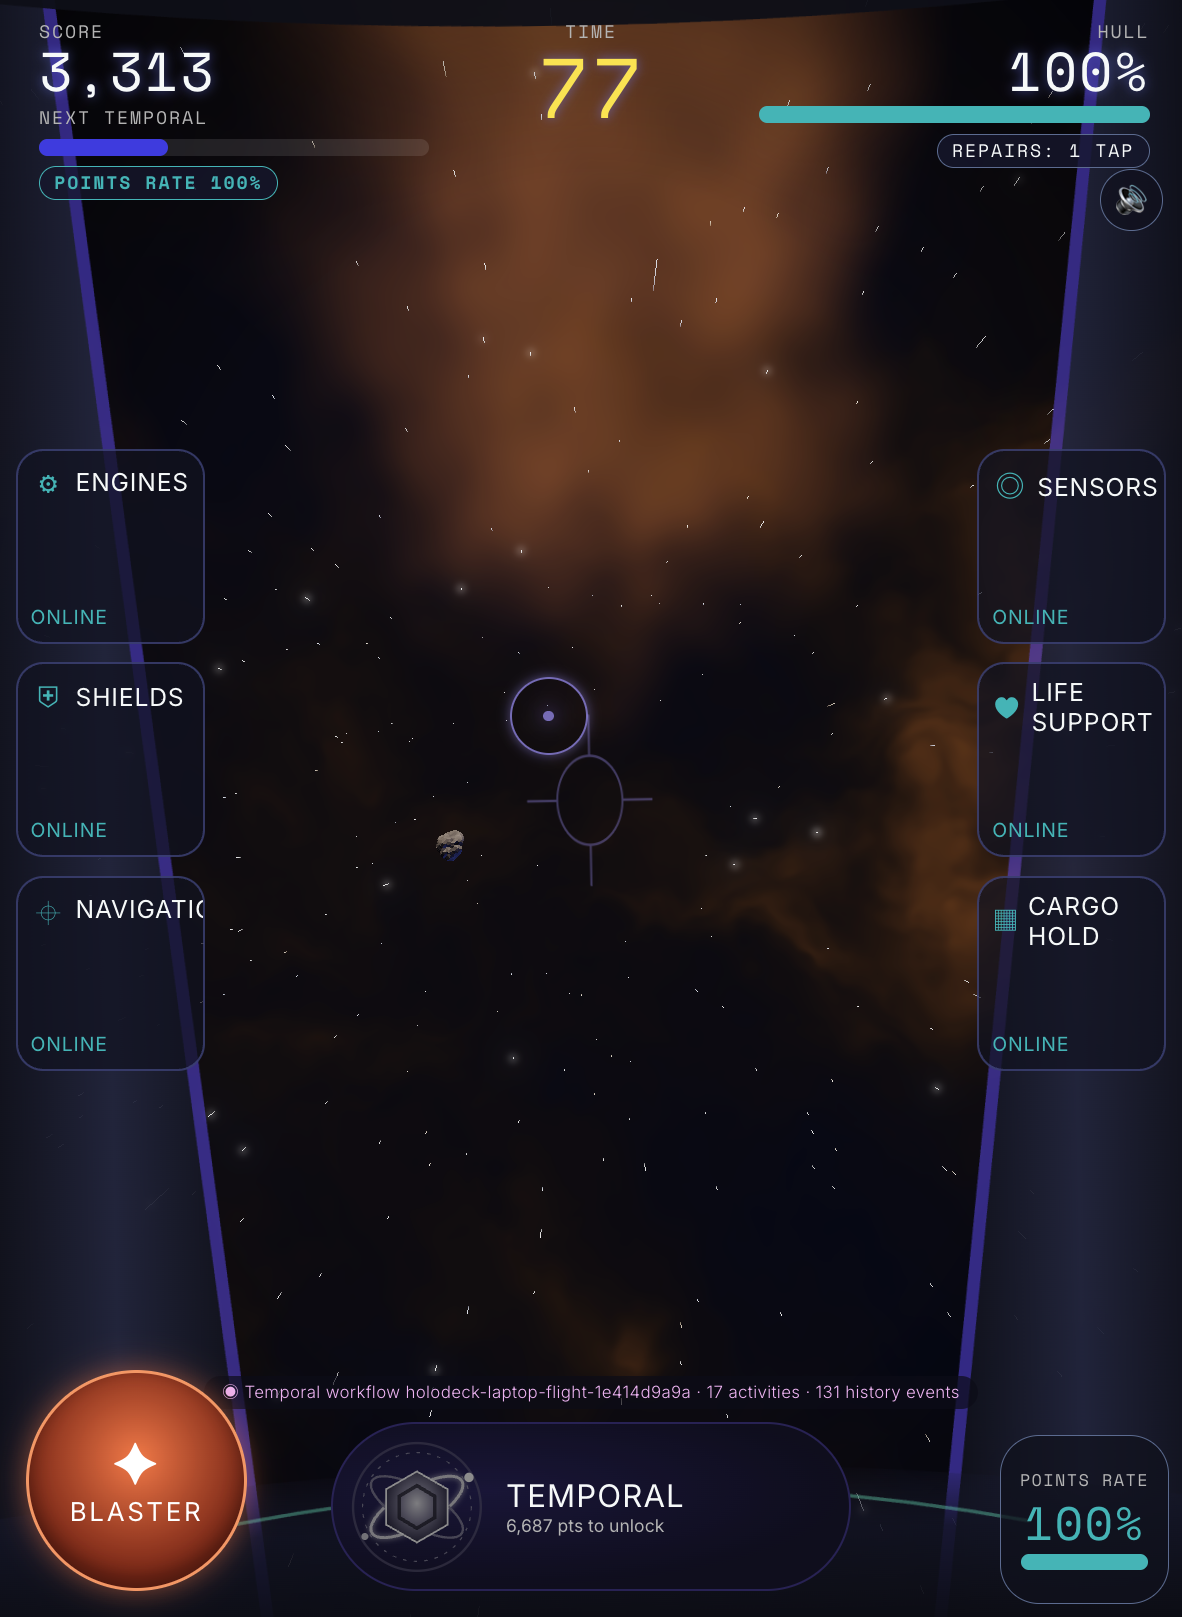 SCORE
3,313
NEXT TEMPORAL
POINTS RATE 100%
TIME
77
HULL
100%
REPAIRS: 1 TAP
ENGINES
ONLINE
SHIELDS
ONLINE
NAVIGATIO
ONLINE
SENSORS
ONLINE
LIFE
SUPPORT
ONLINE
CARGO
HOLD
ONLINE
Temporal workflow holodeck-laptop-flight-1e414d9a9a · 17 activities · 131 history events
BLASTER
TEMPORAL
6,687 pts to unlock
POINTS RATE
100%